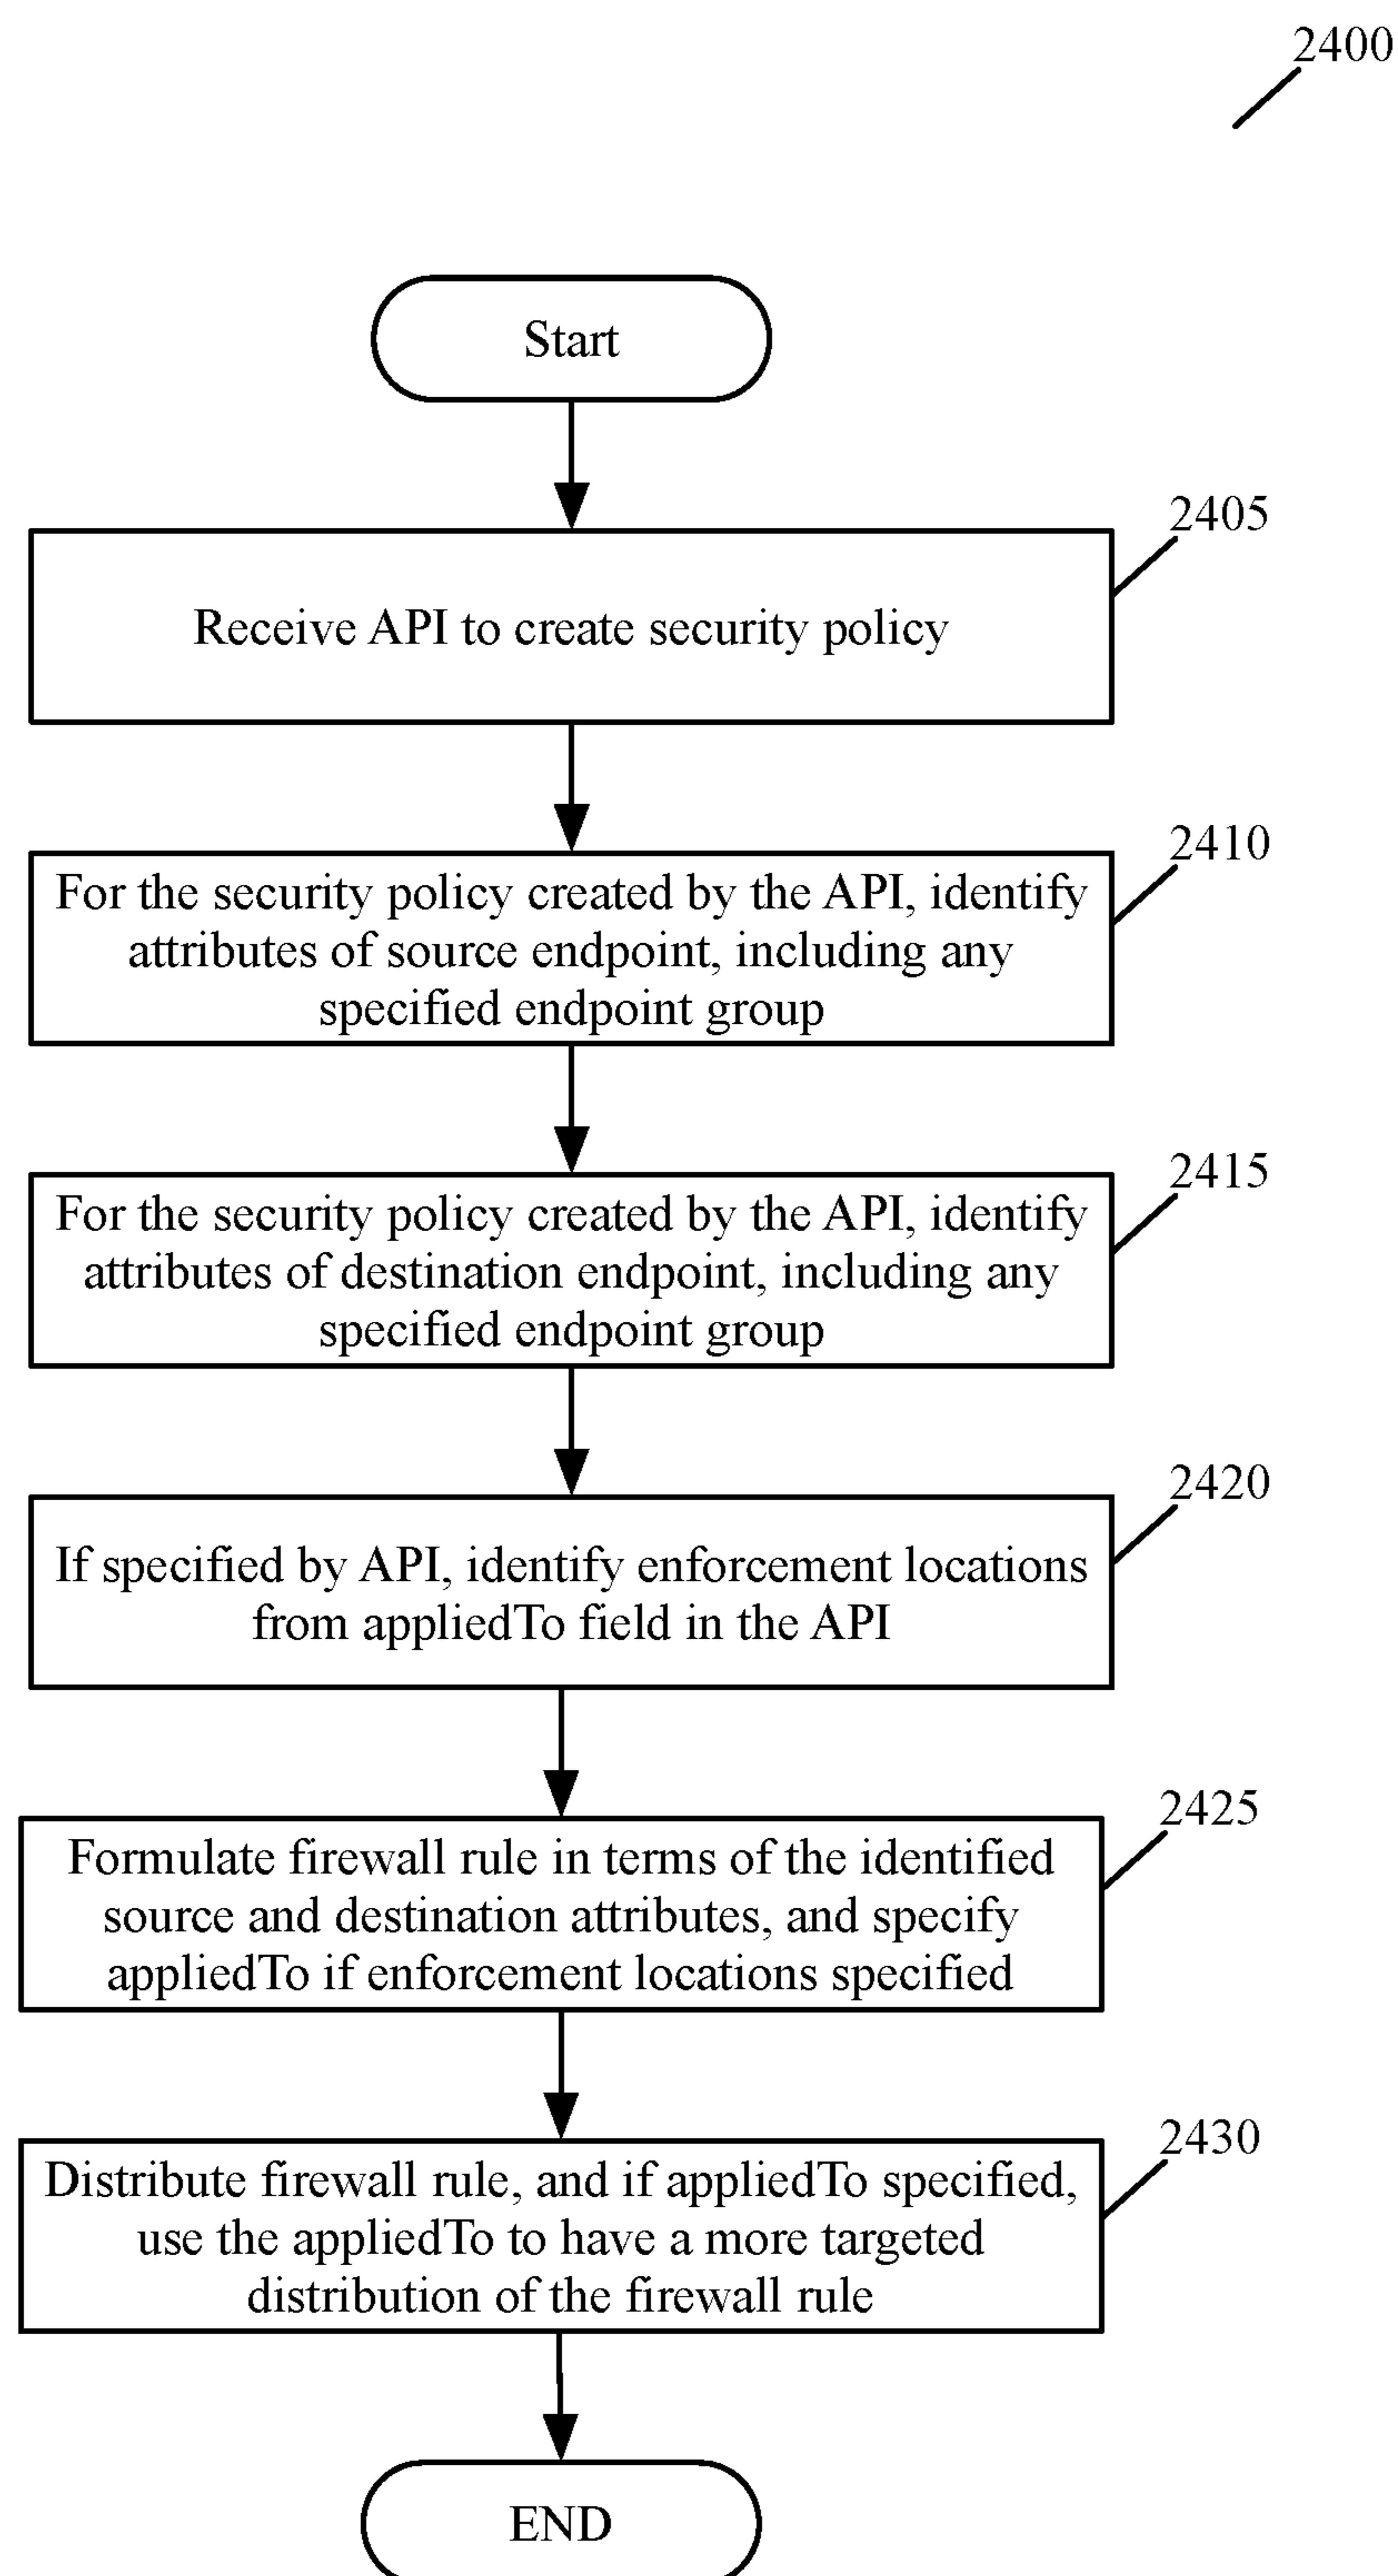 2400
Start
2405
Receive API to create security policy
2410
For the security policy created by the API, identify
attributes of source endpoint, including any
specified endpoint group
2415
For the security policy created by the API, identify
attributes of destination endpoint, including any
specified endpoint group
2420
If specified by API, identify enforcement locations
from appliedTo field in the API
2425
Formulate firewall rule in terms of the identified
source and destination attributes, and specify
appliedTo if enforcement locations specified
2430
Distribute firewall rule, and if appliedTo specified,
use the appliedTo to have a more targeted
distribution of the firewall rule
END